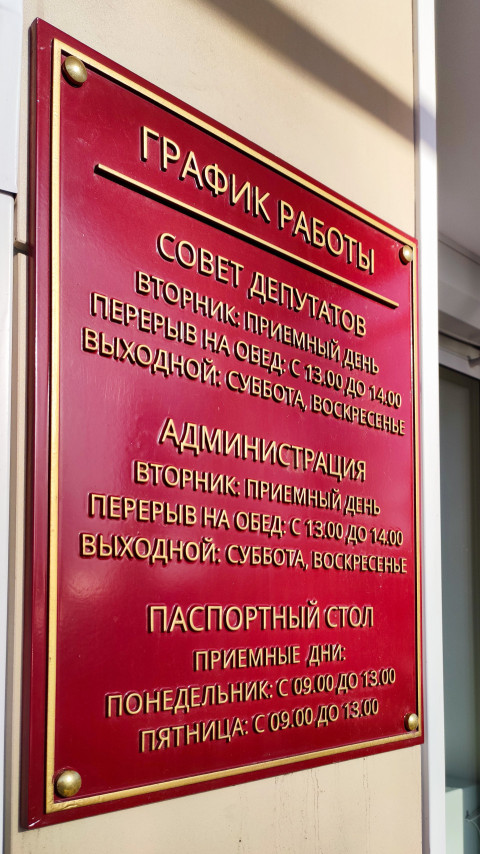 ГРАФИК РАБОТЫ
СОВЕТ ДЕПУТАТОВ
ВТОРНИК: ПРИЕМНЫЙ ДЕНЬ
ПЕРЕРЫВ НА ОБЕД: С 13.00 ДО 14.00
ВЫХОДНОЙ: СУББОТА, ВОСКРЕСЕНЬЕ
АДМИНИСТРАЦИЯ
ВТОРНИК: ПРИЕМНЫЙ ДЕНЬ
ПЕРЕРЫВ НА ОБЕД: С 13.00 ДО 14.00
ВЫХОДНОЙ: СУББОТА, ВОСКРЕСЕНЬЕ
ПАСПОРТНЫЙ СТОЛ
ПРИЕМНЫЕ ДНИ:
ПОНЕДЕЛЬНИК: С 09.00 ДО 13.00
ПЯТНИЦА: С 09.00 ДО 13.00